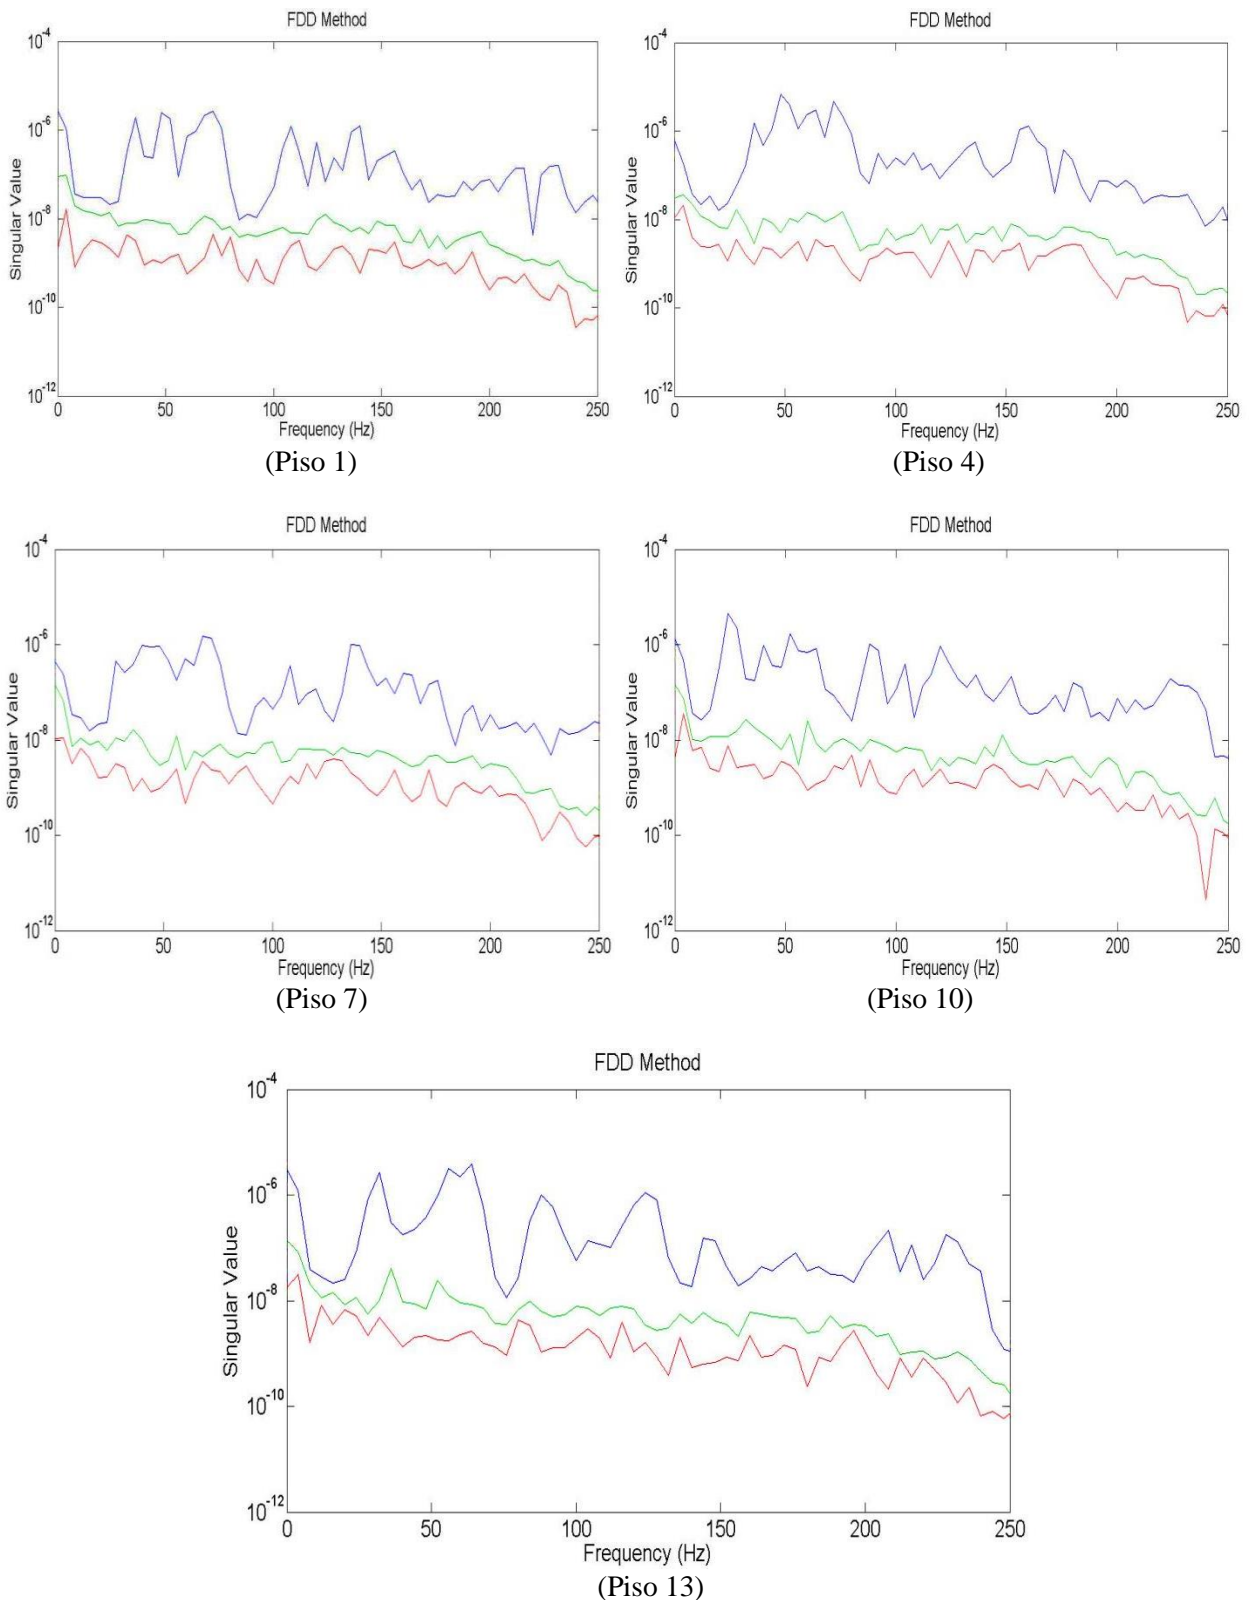 FDD Method
10^-4
10^-6
10^-8
10^-10
10^-12
Singular Value
0 50 100 150 200 250
Frequency (Hz)
(Piso 1)
FDD Method
10^-4
10^-6
10^-8
10^-10
10^-12
Singular Value
0 50 100 150 200 250
Frequency (Hz)
(Piso 4)
FDD Method
10^-4
10^-6
10^-8
10^-10
10^-12
Singular Value
0 50 100 150 200 250
Frequency (Hz)
(Piso 7)
FDD Method
10^-4
10^-6
10^-8
10^-10
10^-12
Singular Value
0 50 100 150 200 250
Frequency (Hz)
(Piso 10)
FDD Method
10^-4
10^-6
10^-8
10^-10
10^-12
Singular Value
0 50 100 150 200 250
Frequency (Hz)
(Piso 13)